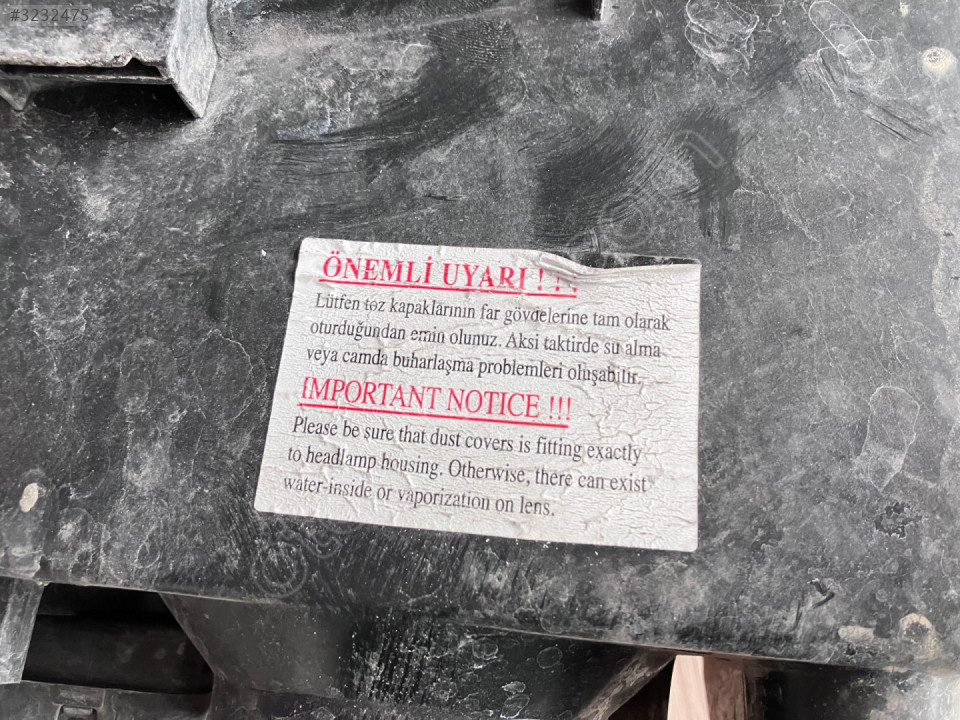 #3232475
ÖNEMLİ UYARI ! ! !
Lütfen toz kapaklarının far gövdelerine tam olarak
oturduğundan emin olunuz. Aksi taktirde su alma
veya camda buharlaşma problemleri oluşabilir.
IMPORTANT NOTICE !!!
Please be sure that dust covers is fitting exactly
to headlamp housing. Otherwise, there can exist
water-inside or vaporization on lens.